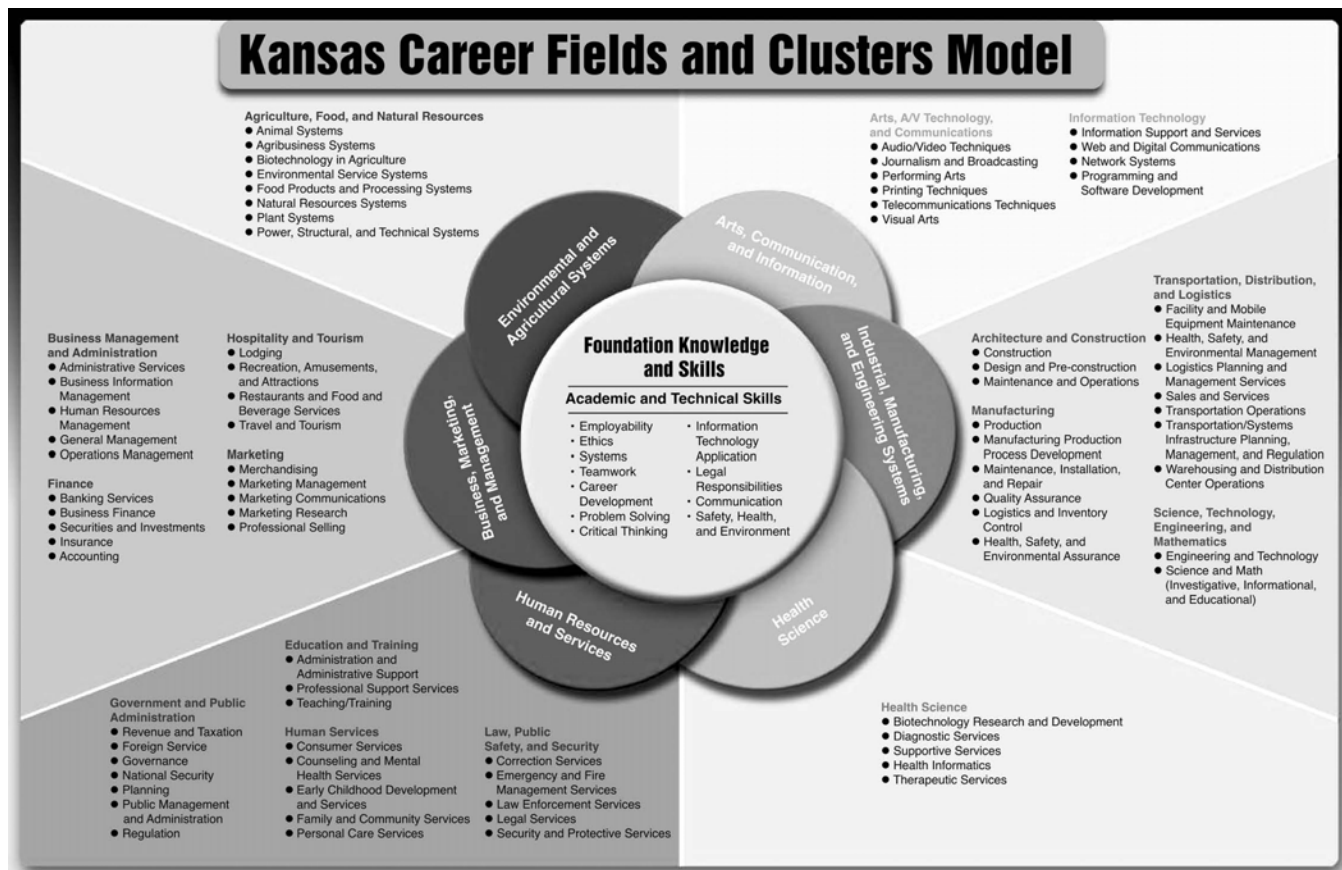 Kansas Career Fields and Clusters Model
Agriculture, Food, and Natural Resources
● Animal Systems
● Agribusiness Systems
● Biotechnology in Agriculture
● Environmental Service Systems
● Food Products and Processing Systems
● Natural Resources Systems
● Plant Systems
● Power, Structural, and Technical Systems
Arts, A/V Technology,
and Communications
● Audio/Video Techniques
● Journalism and Broadcasting
● Performing Arts
● Printing Techniques
● Telecommunications Techniques
● Visual Arts
Information Technology
● Information Support and Services
● Web and Digital Communications
● Network Systems
● Programming and
Software Development
Business Management
and Administration
● Administrative Services
● Business Information
Management
● Human Resources
Management
● General Management
● Operations Management
Finance
● Banking Services
● Business Finance
● Securities and Investments
● Insurance
● Accounting
Hospitality and Tourism
● Lodging
● Recreation, Amusements,
and Attractions
● Restaurants and Food and
Beverage Services
● Travel and Tourism
Marketing
● Merchandising
● Marketing Management
● Marketing Communications
● Marketing Research
● Professional Selling
Environmental and
Agricultural Systems
Arts, Communication,
and Information
Business, Marketing,
and Management
Industrial, Manufacturing,
and Engineering Systems
Human Resources
and Services
Health
Science
Foundation Knowledge
and Skills
Academic and Technical Skills
• Employability
• Ethics
• Systems
• Teamwork
• Career
Development
• Problem Solving
• Critical Thinking
• Information
Technology
Application
• Legal
Responsibilities
• Communication
• Safety, Health,
and Environment
Architecture and Construction
● Construction
● Design and Pre-construction
● Maintenance and Operations
Manufacturing
● Production
● Manufacturing Production
Process Development
● Maintenance, Installation,
and Repair
● Quality Assurance
● Logistics and Inventory
Control
● Health, Safety, and
Environmental Assurance
Transportation, Distribution,
and Logistics
● Facility and Mobile
Equipment Maintenance
● Health, Safety, and
Environmental Management
● Logistics Planning and
Management Services
● Sales and Services
● Transportation Operations
● Transportation/Systems
Infrastructure Planning,
Management, and Regulation
● Warehousing and Distribution
Center Operations
Science, Technology,
Engineering, and
Mathematics
● Engineering and Technology
● Science and Math
(Investigative, Informational,
and Educational)
Government and Public
Administration
● Revenue and Taxation
● Foreign Service
● Governance
● National Security
● Planning
● Public Management
and Administration
● Regulation
Education and Training
● Administration and
Administrative Support
● Professional Support Services
● Teaching/Training
Human Services
● Consumer Services
● Counseling and Mental
Health Services
● Early Childhood Development
and Services
● Family and Community Services
● Personal Care Services
Law, Public
Safety, and Security
● Correction Services
● Emergency and Fire
Management Services
● Law Enforcement Services
● Legal Services
● Security and Protective Services
Health Science
● Biotechnology Research and Development
● Diagnostic Services
● Supportive Services
● Health Informatics
● Therapeutic Services